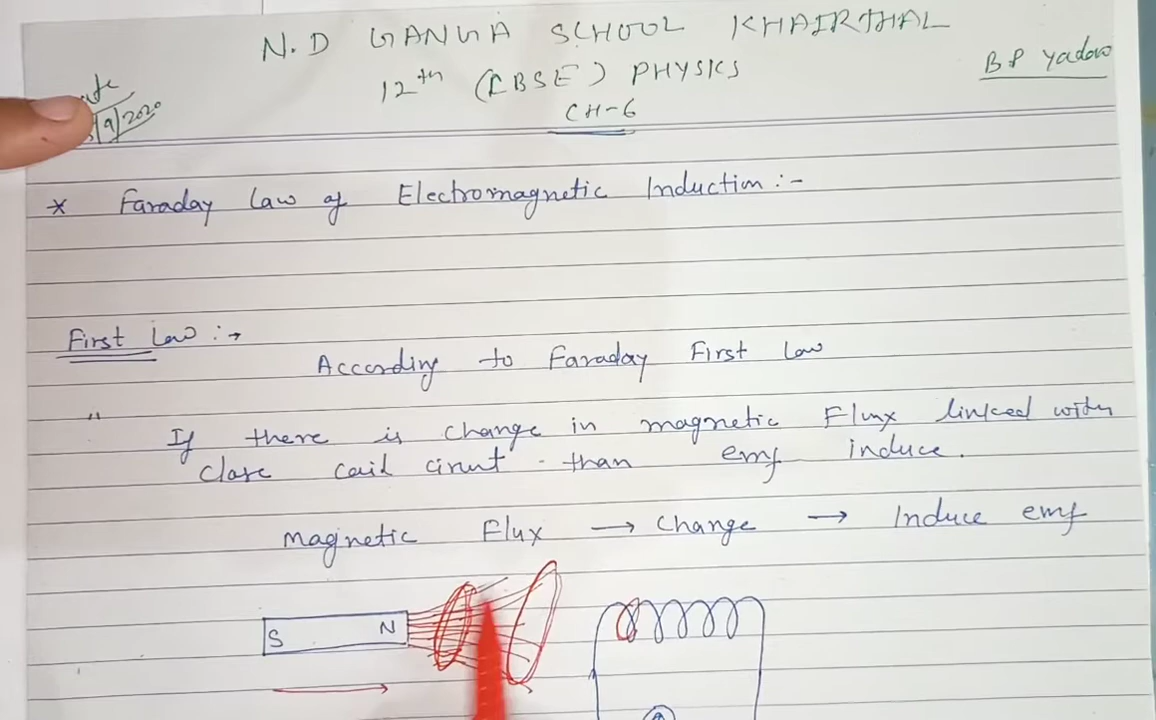 N.D GANGA SCHOOL KHAIRTHAL
12th (CBSE) PHYSICS
BP Yadav
CH-6
/9/2020
* Faraday Law of Electromagnetic Induction :-
First Law :→
According to Faraday First Law
"
If there is change in magnetic Flux linked with
close coil cirut - than emf induce.
Magnetic Flux → Change → Induce emf
S N